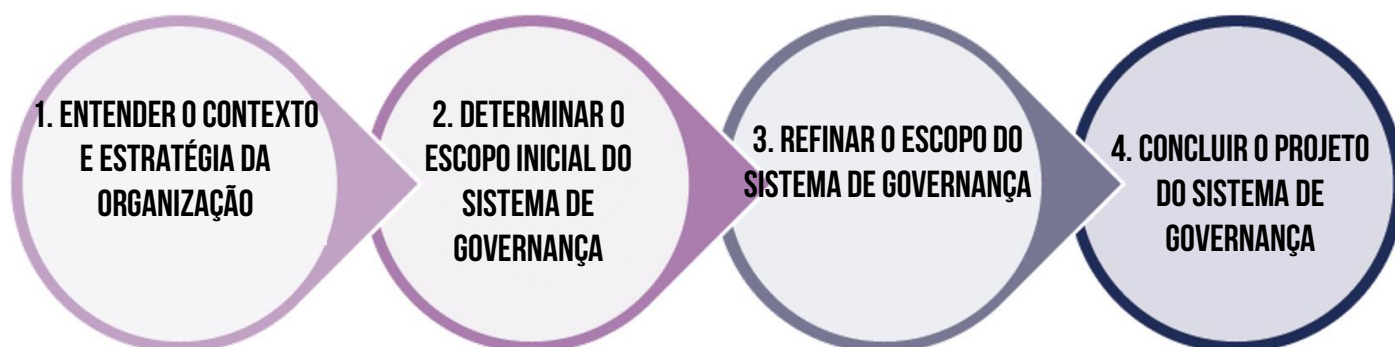 1. ENTENDER O CONTEXTO
E ESTRATÉGIA DA
ORGANIZAÇÃO
2. DETERMINAR O
ESCOPO INICIAL DO
SISTEMA DE
GOVERNANÇA
3. REFINAR O ESCOPO DO
SISTEMA DE GOVERNANÇA
4. CONCLUIR O PROJETO
DO SISTEMA DE
GOVERNANÇA